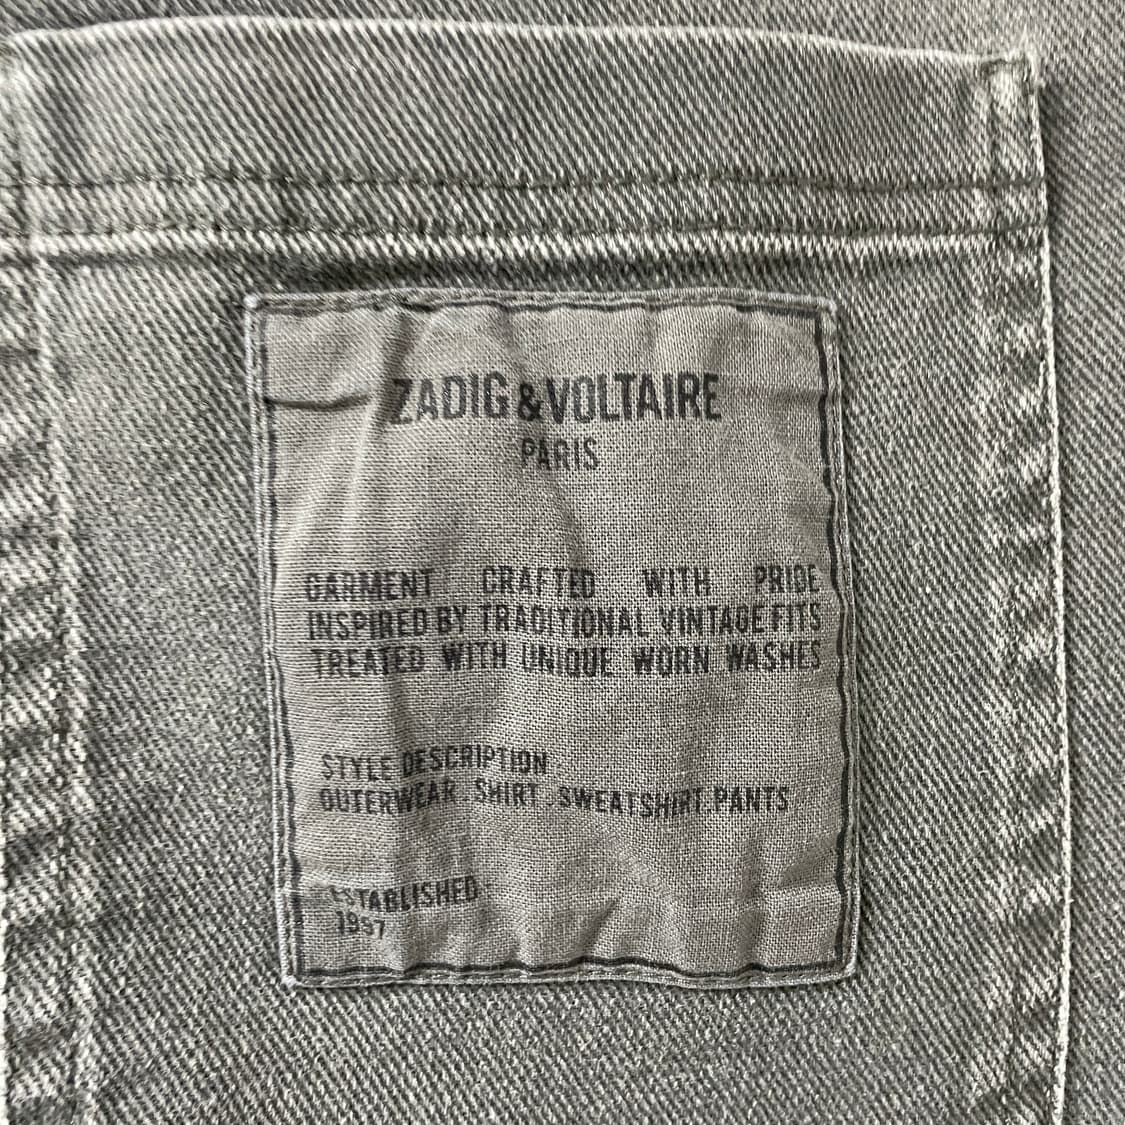 ZADIG & VOLTAIRE
PARIS
GARMENT CRAFTED WITH PRIDE
INSPIRED BY TRADITIONAL VINTAGE FITS
TREATED WITH UNIQUE WORN WASHES
STYLE DESCRIPTION
OUTERWEAR . SHIRT . SWEATSHIRT . PANTS
ESTABLISHED
1997